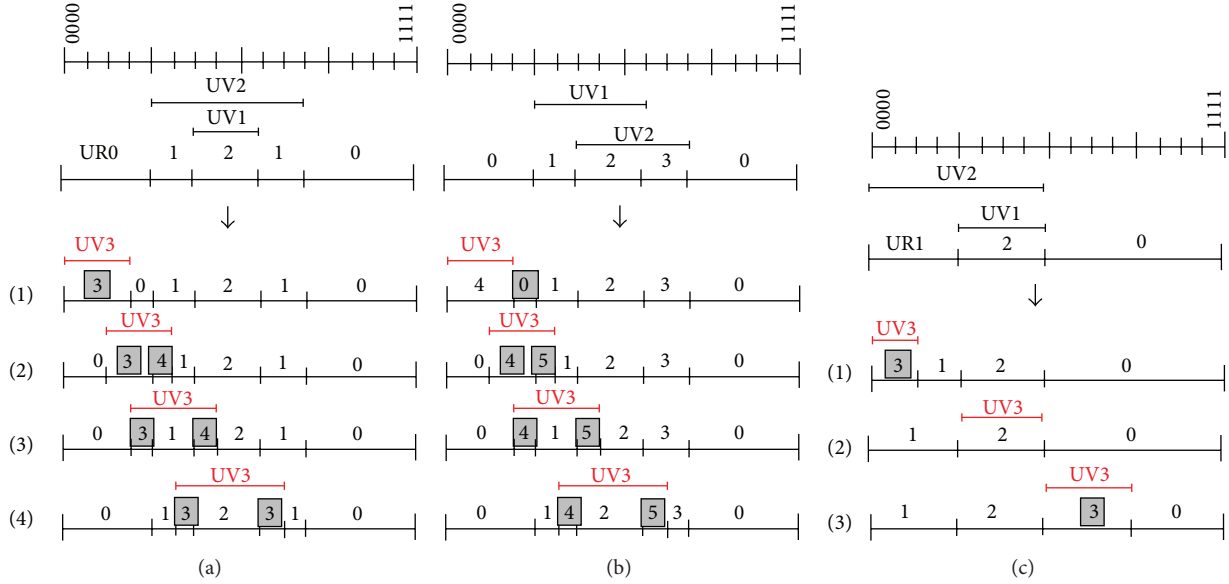 0000 1111
UV2
UV1
UR0 1 2 1 0
UV3
(1) 3 0 1 2 1 0
UV3
(2) 0 3 4 1 2 1 0
UV3
(3) 0 3 1 4 2 1 0
UV3
(4) 0 1 3 2 3 1 0
(a)
0000 1111
UV1
UV2
0 1 2 3 0
UV3
4 0 1 2 3 0
UV3
0 4 5 1 2 3 0
UV3
0 4 1 5 2 3 0
UV3
0 1 4 2 5 3 0
(b)
0000 1111
UV2
UV1
UR1 2 0
UV3
(1) 3 1 2 0
UV3
(2) 1 2 0
UV3
(3) 1 2 3 0
(c)